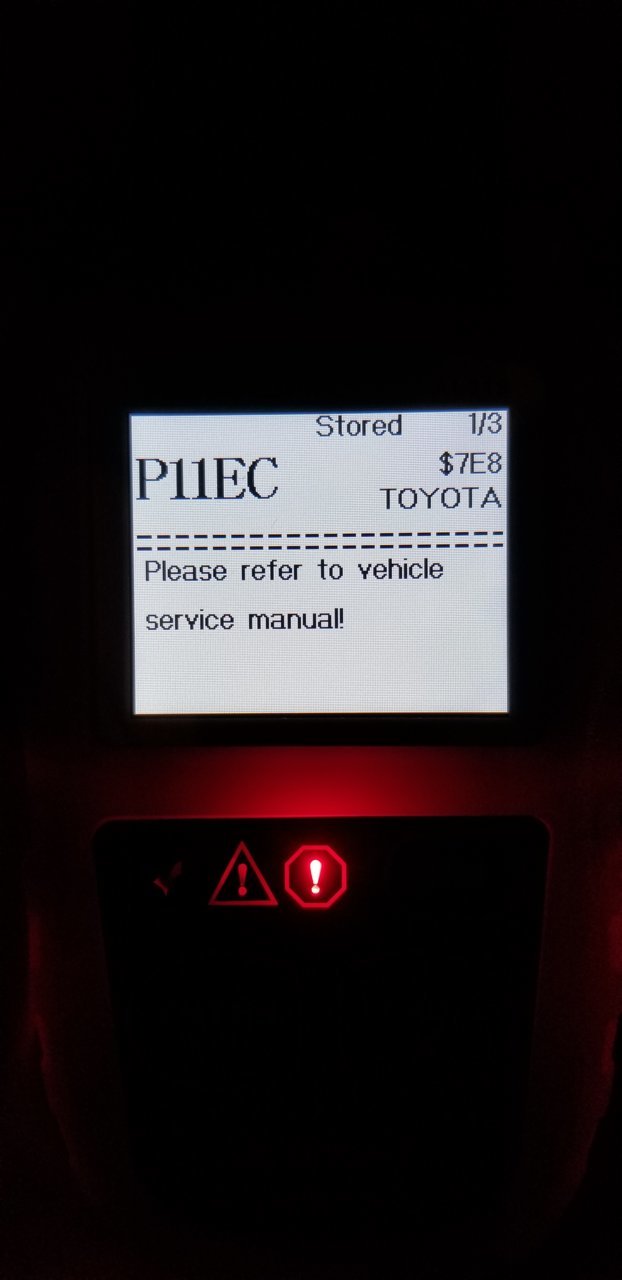 Stored 1/3
P11EC $7E8
TOYOTA
Please refer to vehicle
service manual!